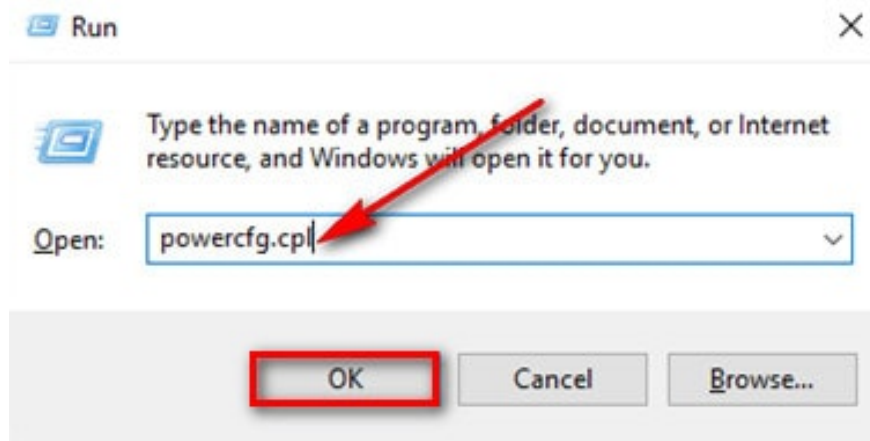 Run
Type the name of a program, folder, document, or Internet
resource, and Windows will open it for you.
Open: powercfg.cpl
OK Cancel Browse...